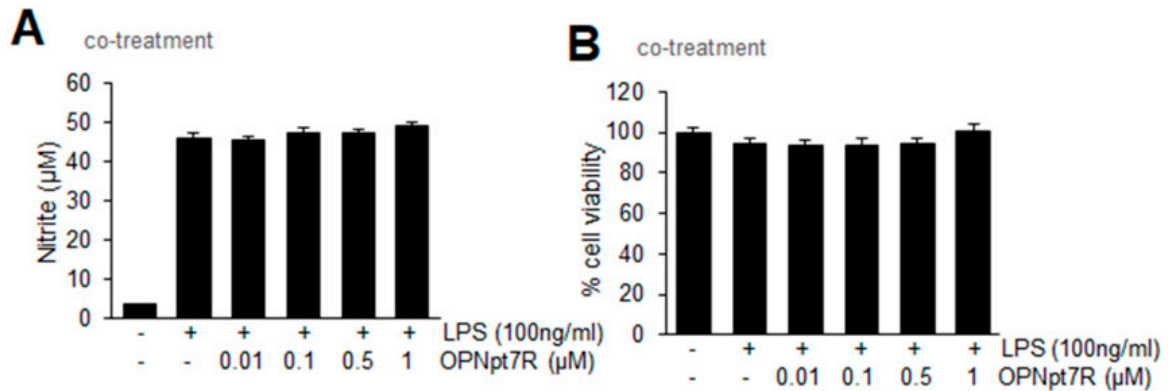 A
co-treatment
60
50
40
30
20
10
0
Nitrite (µM)
- + + + + + LPS (100ng/ml)
- - 0.01 0.1 0.5 1 OPNpt7R (µM)
B
co-treatment
120
100
80
60
40
20
0
% cell viability
- + + + + + LPS (100ng/ml)
- - 0.01 0.1 0.5 1 OPNpt7R (µM)